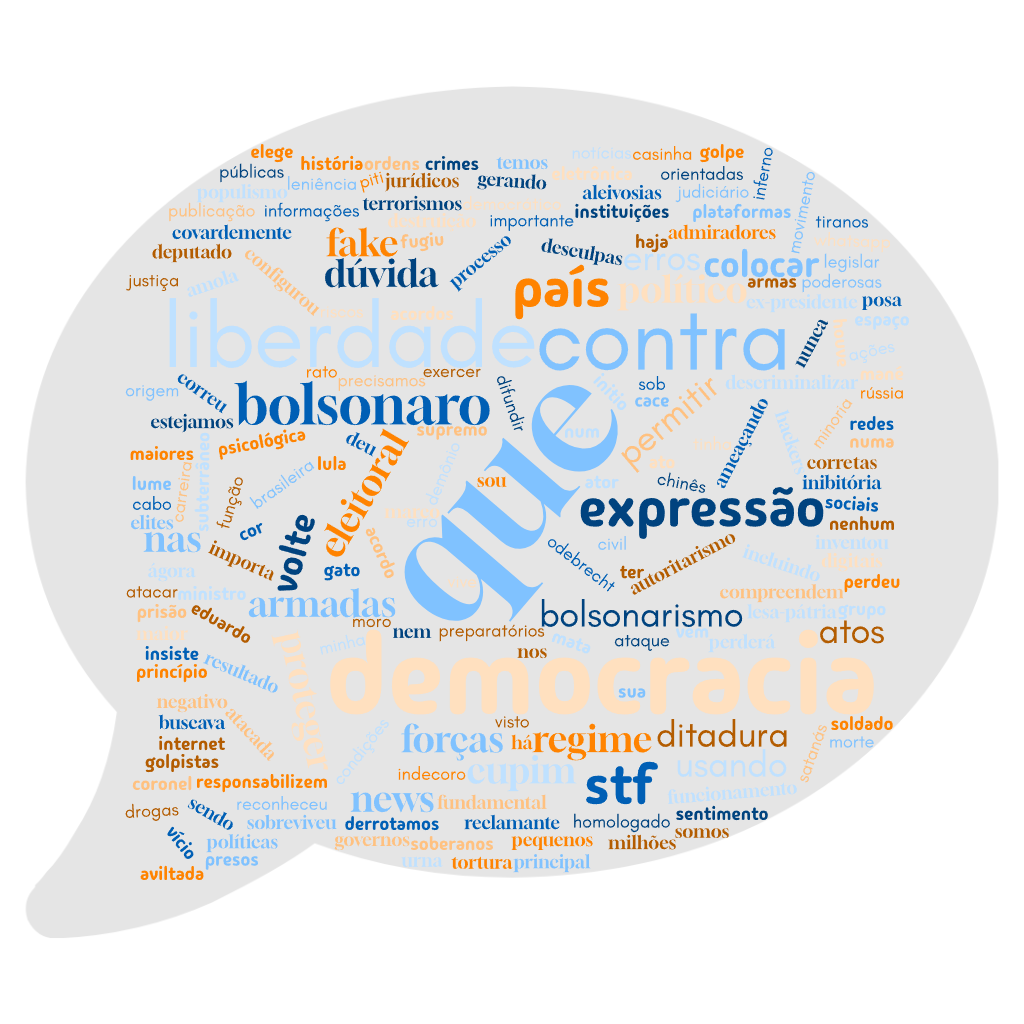 elege
história
ordens
crimes
temos
notícias
casinha
golpe
inferno
públicas
leniência
piti
jurídicos
gerando
orientadas
populismo
aleivosias
judiciário
movimento
publicação
informações
terrorismos
importante
instituições
plataformas
tiranos
covardemente
fake
fugiu
processo
desculpas
haja
admiradores
deputado
configurou
dúvida
erros
colocar
legislar
justiça
amola
país
político
armas
poderosas
ex-presidente
posa
liberdade
contra
nunca
espaço
ações
rato
precisamos
exercer
origem
correu
bolsonaro
difundir
início
sob
cace
permitir
descriminalizar
rússia
estejamos
que
num
ameaçando
hackers
minoria
redes
numa
maiores
psicológica
deu
eleitoral
supremo
lula
corretas
lume
cabo
elites
carreira
subterrâneo
função
brasileira
demônio
sou
ator
chinês
inibitória
sociais
nenhum
expressão
nas
cor
volte
erro
acordo
civil
odebrecht
autoritarismo
incluindo
inventou
importa
gato
ter
perdeu
ágora
atacar
ministro
armadas
compreendem
prisão
eduardo
moro
nem
preparatórios
bolsonarismo
lesa-pátria
grupo
atos
insiste
resultado
proteger
minha
nos
mata
ataque
vem
perderá
princípio
democracia
sua
negativo
atacada
buscava
condições
visto
soldado
internet
golpistas
forças
há
regime
ditadura
morte
satanás
coronel
responsabilizem
indecoro
cupim
stf
usando
funcionamento
drogas
sendo
reconheceu
news
fundamental
sobreviveu
derrotamos
reclamante
homologado
sentimento
vício
políticas
governos
soberanos
pequenos
milhões
somos
presos
urna
tortura
principal
aviltada